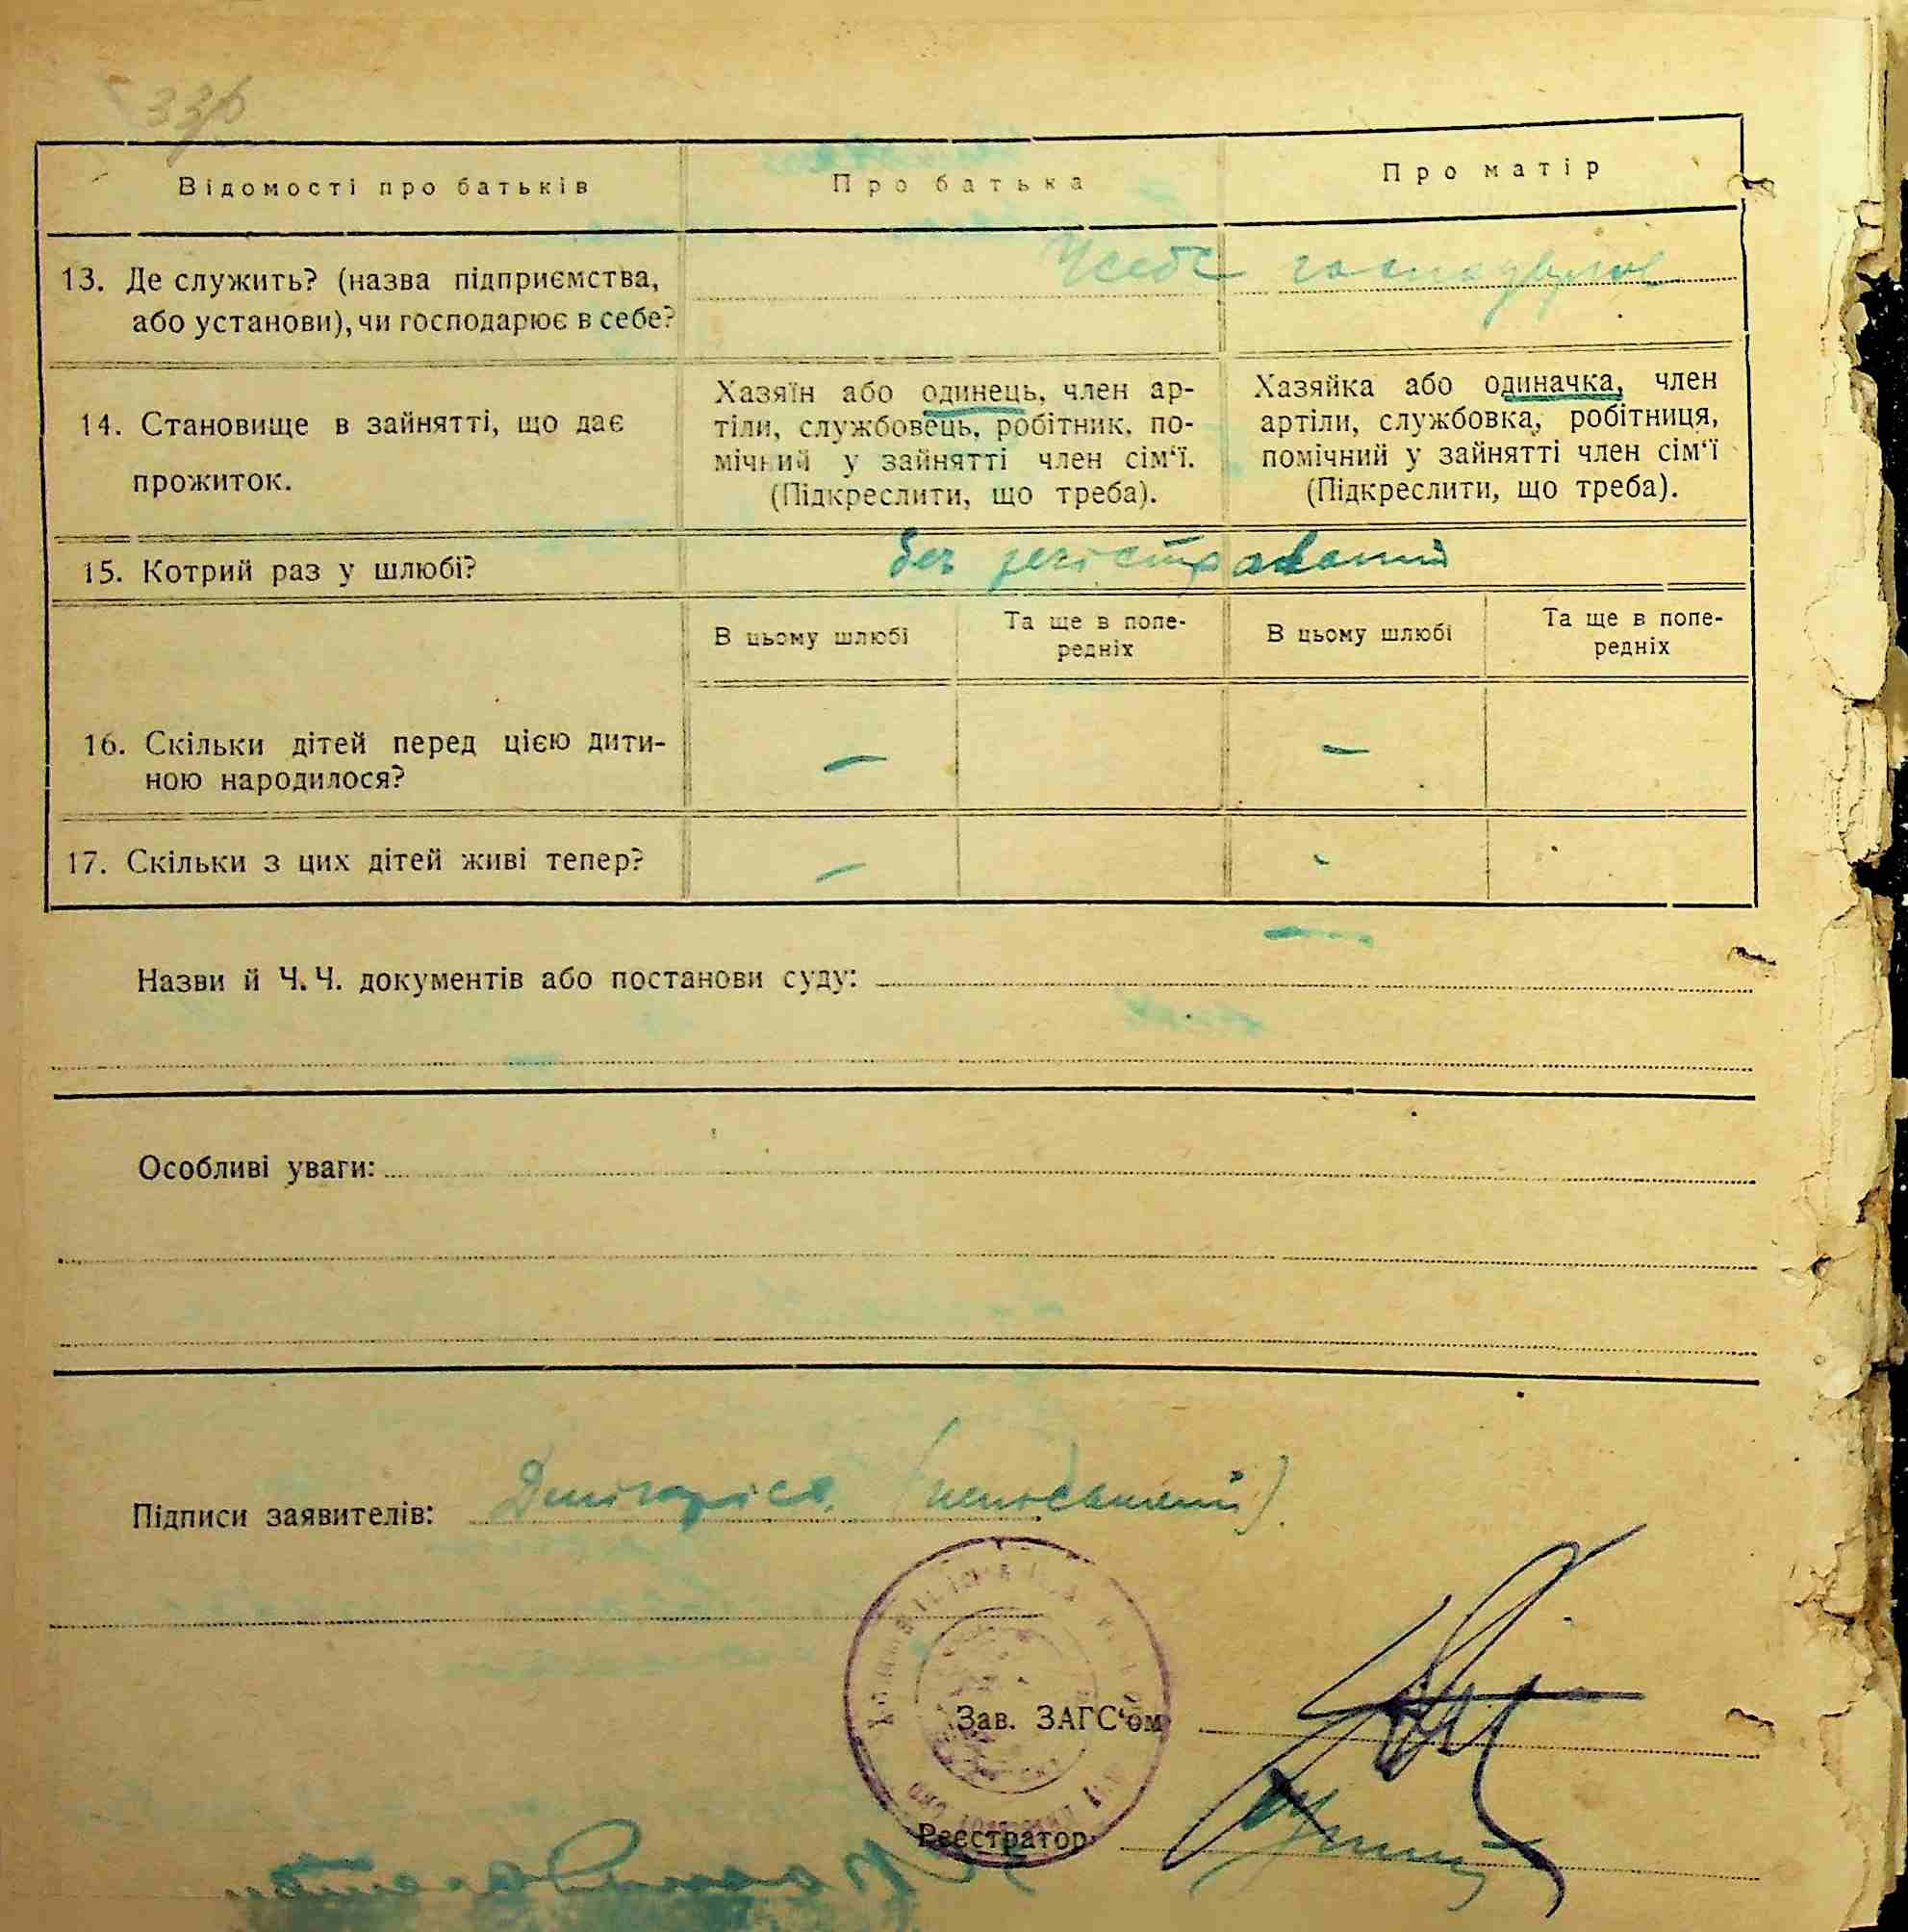 Відомості про батьків
Про батька
Про матір
13. Де служить? (назва підприємства,
або установи), чи господарює в себе?
У себе господарює
14. Становище в зайнятті, що дає
прожиток.
Хазяїн або одинець, член ар-
тіли, службовець, робітник, по-
мічний у зайнятті член сім‘ї.
(Підкреслити, що треба).
Хазяйка або одиначка, член
артіли, службовка, робітниця,
помічний у зайнятті член сім‘ї
(Підкреслити, що треба).
15. Котрий раз у шлюбі?
без
В цьому шлюбі
Та ще в попе-
редніх
В цьому шлюбі
Та ще в попе-
редніх
16. Скільки дітей перед цією дити-
ною народилося?
—
—
17. Скільки з цих дітей живі тепер?
—
Назви й Ч. Ч. документів або постанови суду:
Особливі уваги:
Підписи заявителів:
Зав. ЗАГС‘ом
Реєстратор